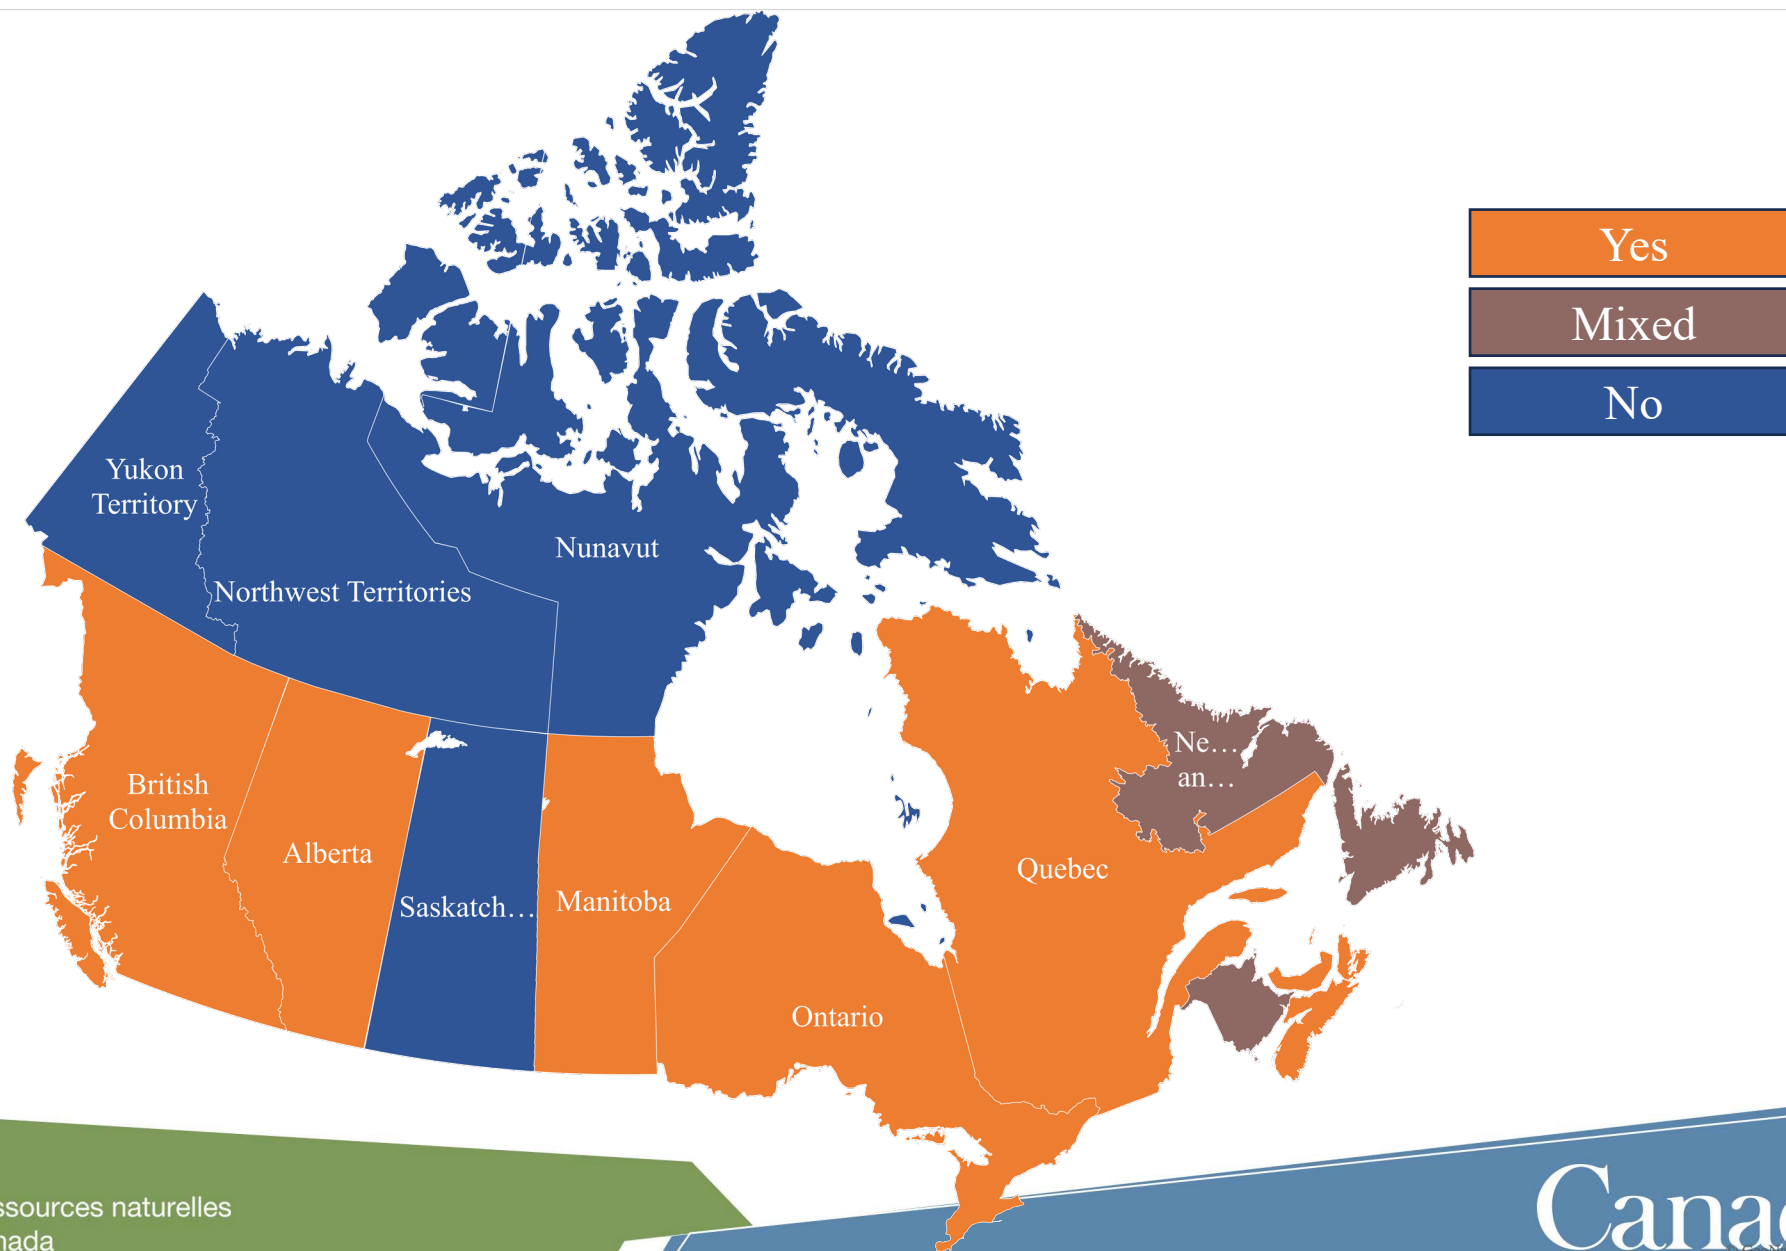 Yes
Mixed
No
Yukon
Territory
Northwest Territories
Nunavut
British
Columbia
Alberta
Saskatch…
Manitoba
Ontario
Quebec
Ne…
an…
ssources naturelles
nada
Canad